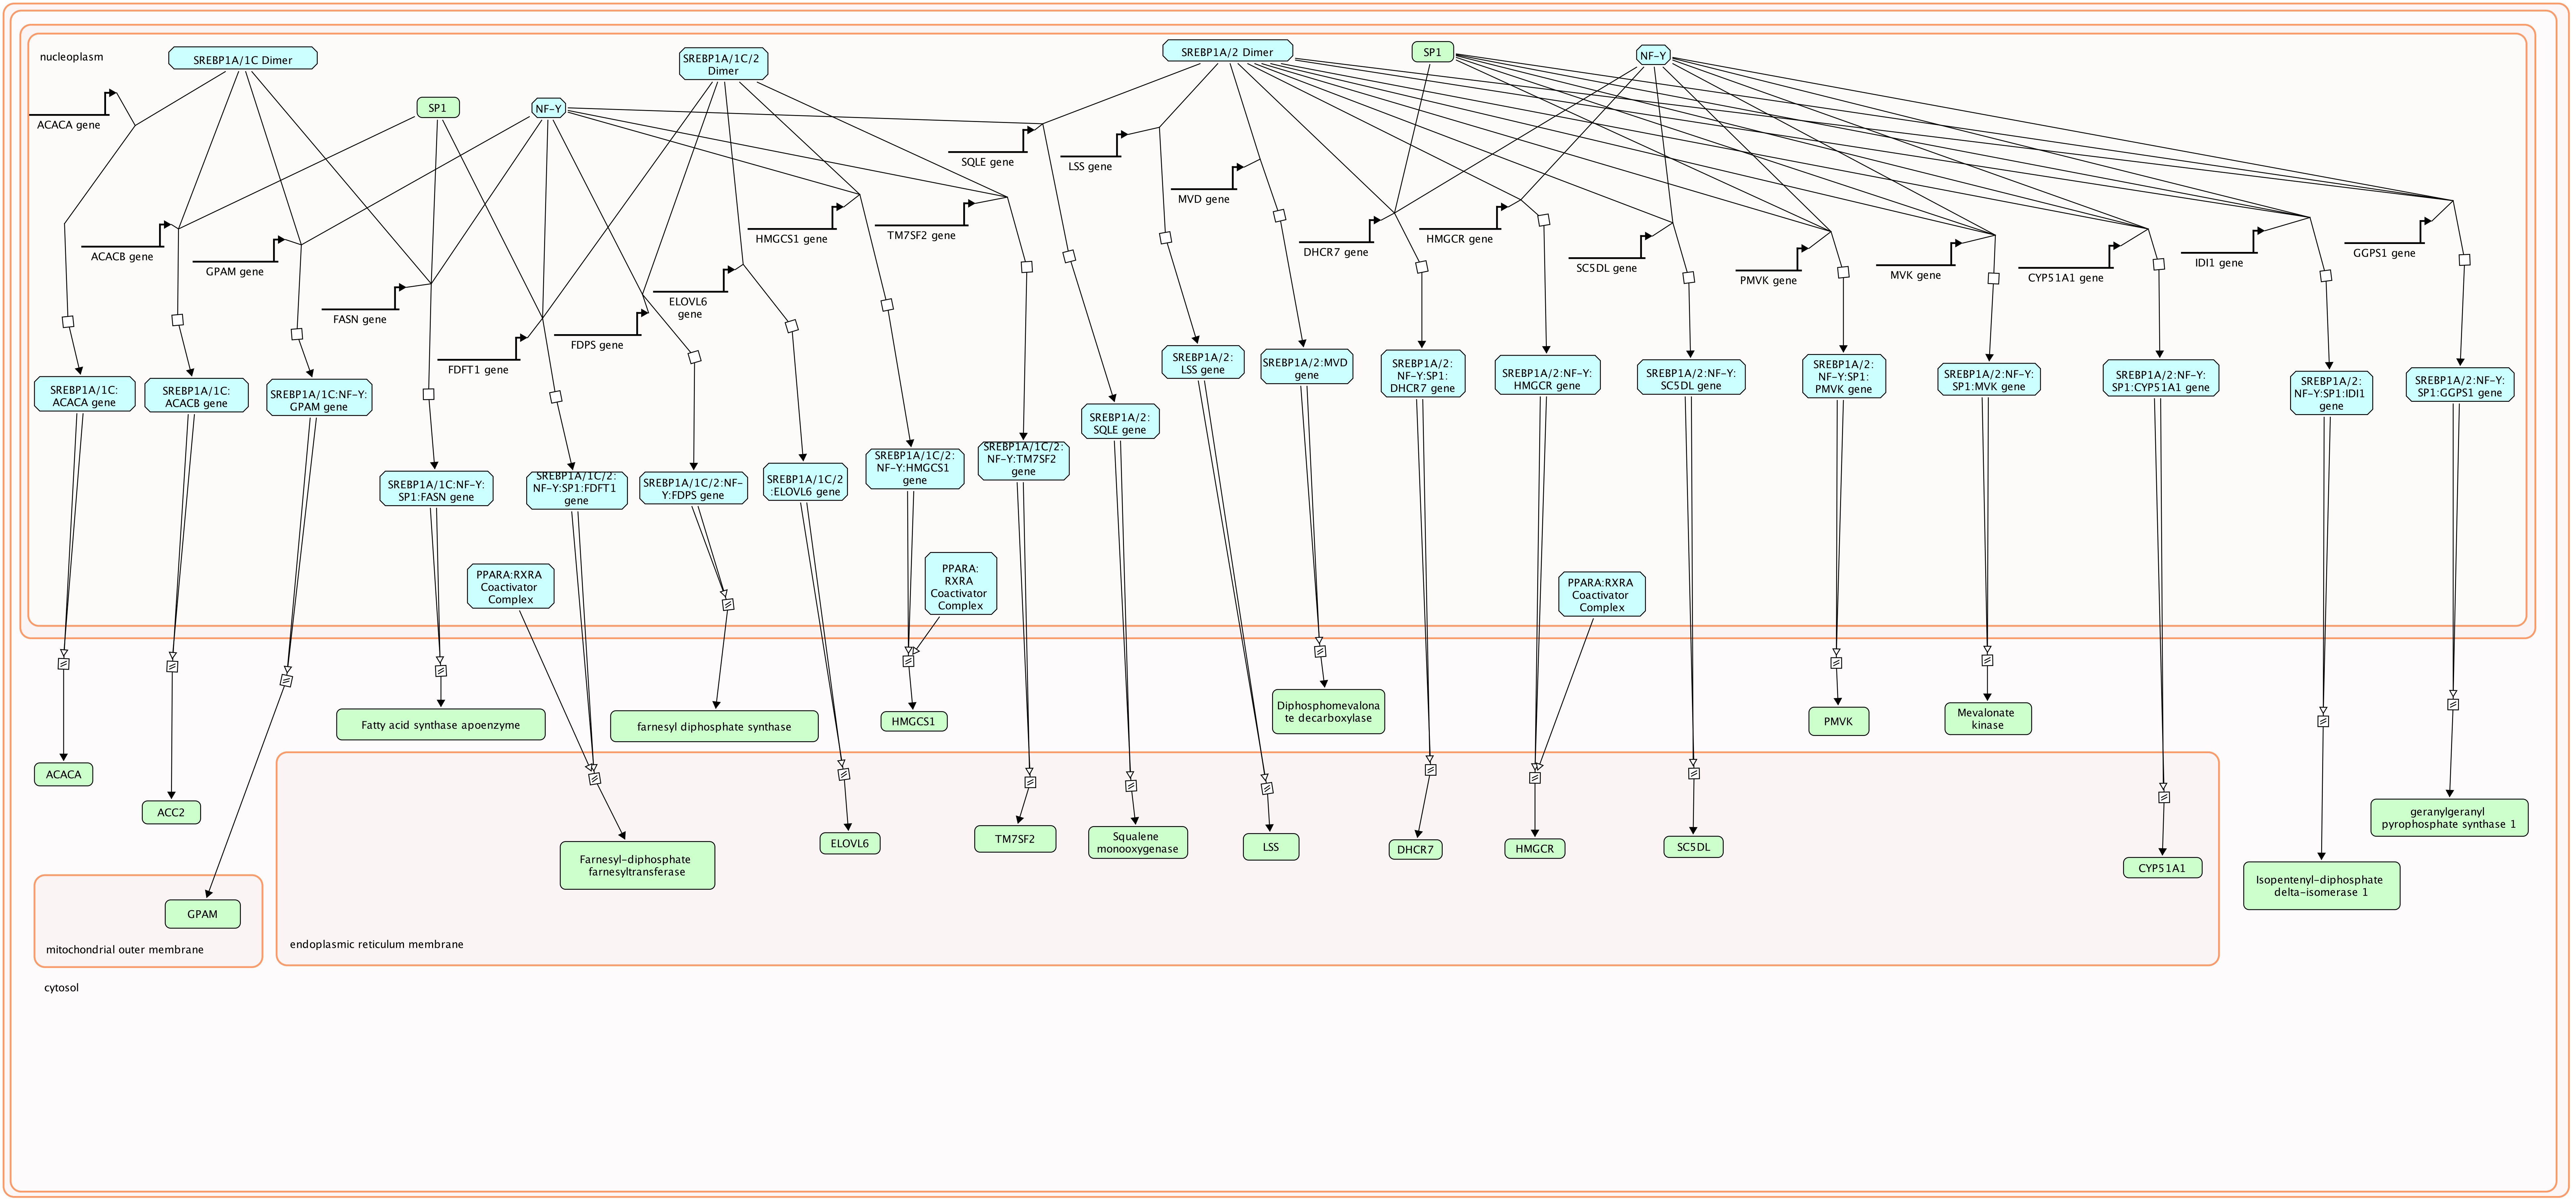 nucleoplasm
SREBP1A/1C Dimer
SREBP1A/1C/2
Dimer
SREBP1A/2 Dimer
SP1
NF-Y
SP1
NF-Y
ACACA gene
SQLE gene
LSS gene
MVD gene
ACACB gene
GPAM gene
FASN gene
FDFT1 gene
FDPS gene
ELOVL6
gene
HMGCS1 gene
TM7SF2 gene
DHCR7 gene
HMGCR gene
SC5DL gene
PMVK gene
MVK gene
CYP51A1 gene
IDI1 gene
GGPS1 gene
SREBP1A/1C:
ACACA gene
SREBP1A/1C:
ACACB gene
SREBP1A/1C:NF-Y:
GPAM gene
SREBP1A/1C:NF-Y:
SP1:FASN gene
SREBP1A/1C/2:
NF-Y:SP1:FDFT1
gene
SREBP1A/1C/2:NF-
Y:FDPS gene
SREBP1A/1C/2
:ELOVL6 gene
SREBP1A/1C/2:
NF-Y:HMGCS1
gene
SREBP1A/1C/2:
NF-Y:TM7SF2
gene
SREBP1A/2:
SQLE gene
SREBP1A/2:
LSS gene
SREBP1A/2:MVD
gene
SREBP1A/2:
NF-Y:SP1:
DHCR7 gene
SREBP1A/2:NF-Y:
HMGCR gene
SREBP1A/2:NF-Y:
SC5DL gene
SREBP1A/2:
NF-Y:SP1:
PMVK gene
SREBP1A/2:NF-Y:
SP1:MVK gene
SREBP1A/2:NF-Y:
SP1:CYP51A1 gene
SREBP1A/2:
NF-Y:SP1:IDI1
gene
SREBP1A/2:NF-Y:
SP1:GGPS1 gene
PPARA:RXRA
Coactivator
Complex
PPARA:
RXRA
Coactivator
Complex
PPARA:RXRA
Coactivator
Complex
Fatty acid synthase apoenzyme
farnesyl diphosphate synthase
HMGCS1
Diphosphomevalona
te decarboxylase
PMVK
Mevalonate
kinase
ACACA
ACC2
GPAM
Farnesyl-diphosphate
farnesyltransferase
ELOVL6
TM7SF2
Squalene
monooxygenase
LSS
DHCR7
HMGCR
SC5DL
CYP51A1
Isopentenyl-diphosphate
delta-isomerase 1
geranylgeranyl
pyrophosphate synthase 1
mitochondrial outer membrane
endoplasmic reticulum membrane
cytosol